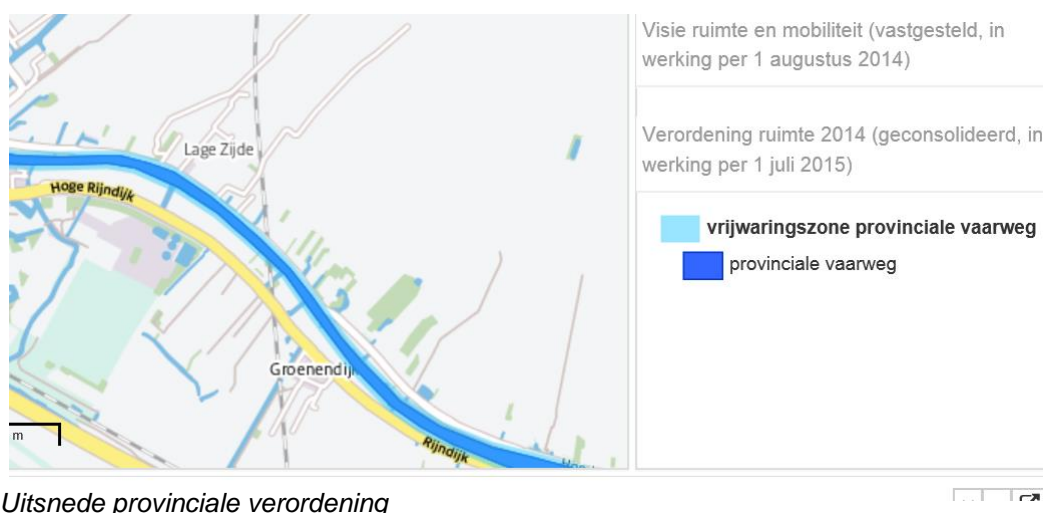 Visie ruimte en mobiliteit (vastgesteld, in
werking per 1 augustus 2014)
Verordening ruimte 2014 (geconsolideerd, in
werking per 1 juli 2015)
vrijwaringszone provinciale vaarweg
provinciale vaarweg
Lage Zijde
Hoge Rijndijk
Groenendijk
Rijndijk
m
Uitsnede provinciale verordening